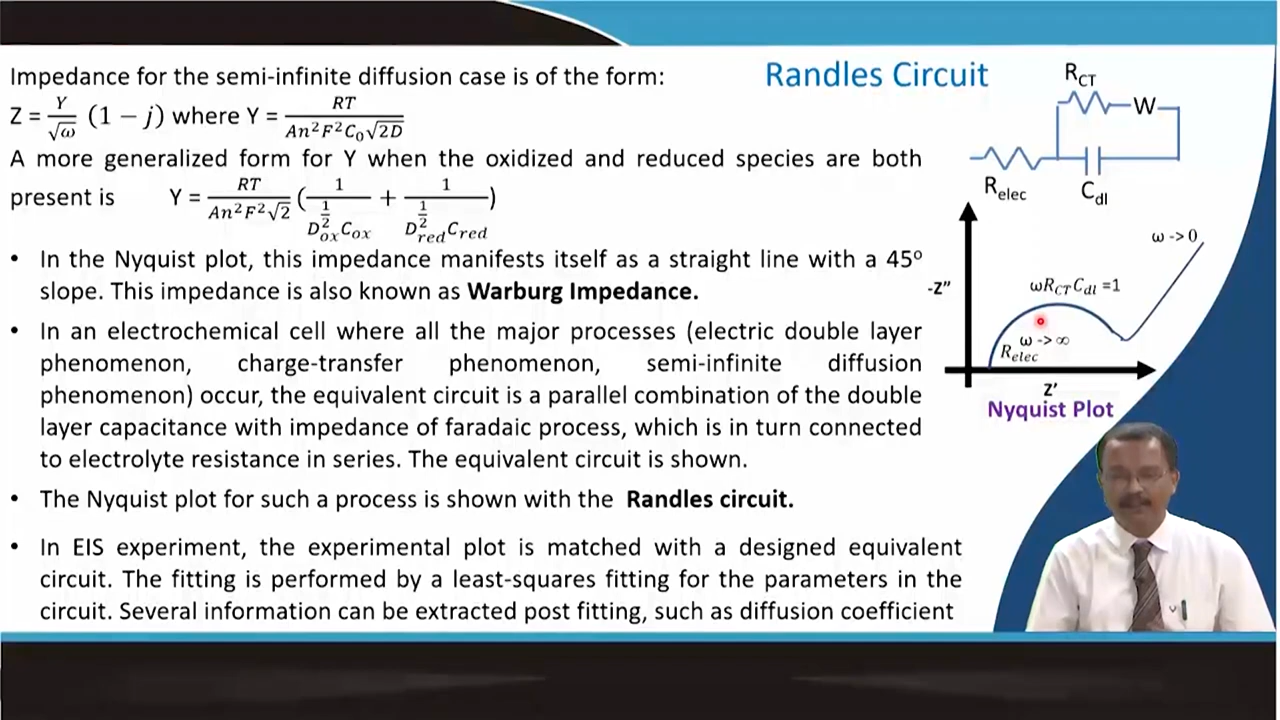 Impedance for the semi-infinite diffusion case is of the form:
Z = Y/√ω (1 − j) where Y = RT/(An²F²C₀√2D)
A more generalized form for Y when the oxidized and reduced species are both
present is Y = RT/(An²F²√2) (1/(D_ox^(1/2) C_ox) + 1/(D_red^(1/2) C_red))
• In the Nyquist plot, this impedance manifests itself as a straight line with a 45° 
slope. This impedance is also known as Warburg Impedance.
• In an electrochemical cell where all the major processes (electric double layer
phenomenon, charge-transfer phenomenon, semi-infinite diffusion
phenomenon) occur, the equivalent circuit is a parallel combination of the double
layer capacitance with impedance of faradaic process, which is in turn connected
to electrolyte resistance in series. The equivalent circuit is shown.
• The Nyquist plot for such a process is shown with the Randles circuit.
• In EIS experiment, the experimental plot is matched with a designed equivalent
circuit. The fitting is performed by a least-squares fitting for the parameters in the
circuit. Several information can be extracted post fitting, such as diffusion coefficient
Randles Circuit
R_CT
W
R_elec
C_dl
ω ->0
-Z"
ωR_CT C_dl =1
ω -> ∞
R_elec
Z'
Nyquist Plot